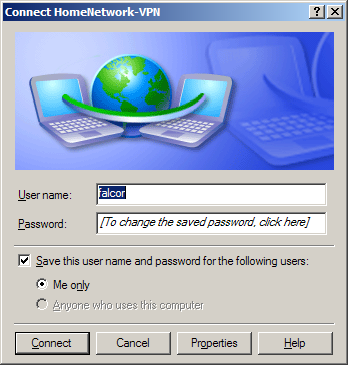 Connect HomeNetwork-VPN
User name: falcor
Password: [To change the saved password, click here]
Save this user name and password for the following users:
Me only
Anyone who uses this computer
Connect Cancel Properties Help